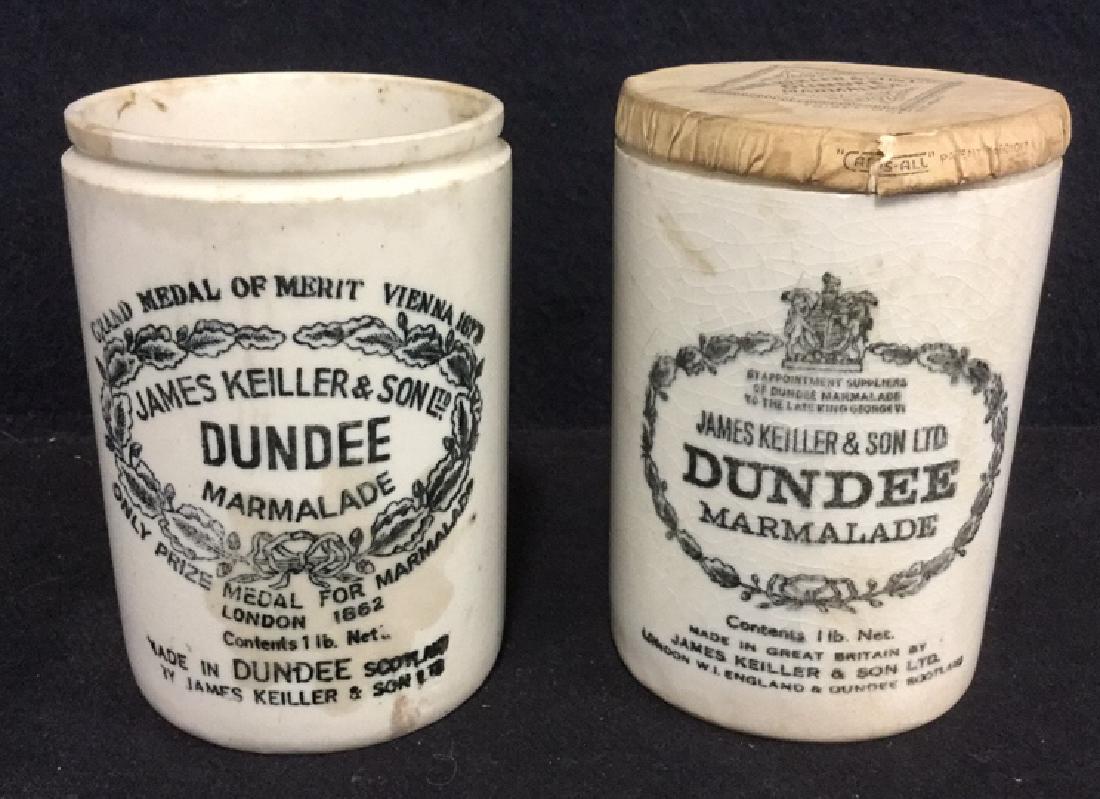 GRAND MEDAL OF MERIT VIENNA 1873
JAMES KEILLER & SON LTD
DUNDEE
MARMALADE
ONLY PRIZE MEDAL FOR MARMALADE
LONDON 1862
Contents 1 lb. Net.
MADE IN DUNDEE SCOTLAND
BY JAMES KEILLER & SON LTD
BY APPOINTMENT SUPPLIERS
OF DUNDEE MARMALADE
TO THE LATE KING GEORGE VI
JAMES KEILLER & SON LTD
DUNDEE
MARMALADE
Contents 1 lb. Net.
MADE IN GREAT BRITAIN BY
JAMES KEILLER & SON LTD.
LONDON W.I. ENGLAND & DUNDEE SCOTLAND